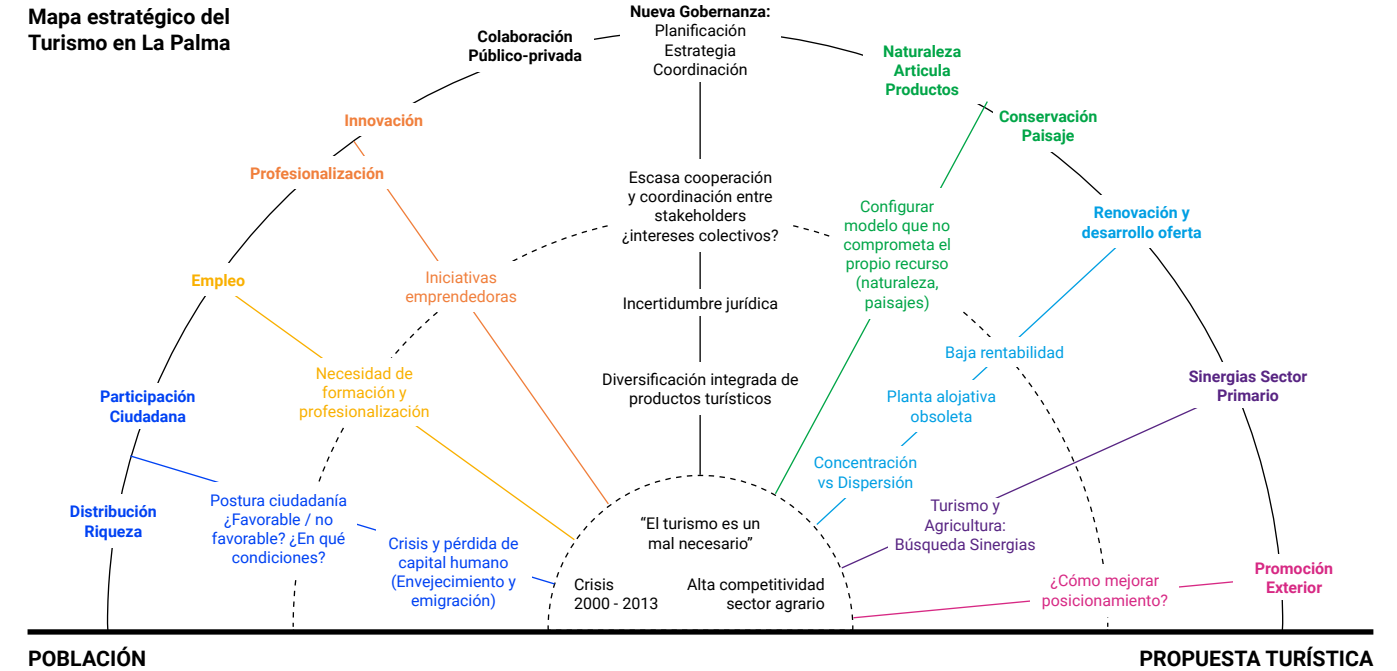 Mapa estratégico del
Turismo en La Palma
Nueva Gobernanza:
Planificación
Estrategia
Coordinación
Colaboración
Público-privada
Naturaleza
Articula
Productos
Innovación
Conservación
Paisaje
Profesionalización
Escasa cooperación
y coordinación entre
stakeholders
¿intereses colectivos?
Configurar
modelo que no
comprometa el
propio recurso
(naturaleza,
paisajes)
Renovación y
desarrollo oferta
Empleo
Iniciativas
emprendedoras
Incertidumbre jurídica
Baja rentabilidad
Necesidad de
formación y
profesionalización
Diversificación integrada de
productos turísticos
Planta alojativa
obsoleta
Sinergias Sector
Primario
Participación
Ciudadana
Concentración
vs Dispersión
Distribución
Riqueza
Postura ciudadanía
¿Favorable / no
favorable? ¿En qué
condiciones?
Crisis y pérdida de
capital humano
(Envejecimiento y
emigración)
“El turismo es un
mal necesario”
Turismo y
Agricultura:
Búsqueda Sinergias
Crisis
2000 - 2013
Alta competitividad
sector agrario
¿Cómo mejorar
posicionamiento?
Promoción
Exterior
POBLACIÓN
PROPUESTA TURÍSTICA